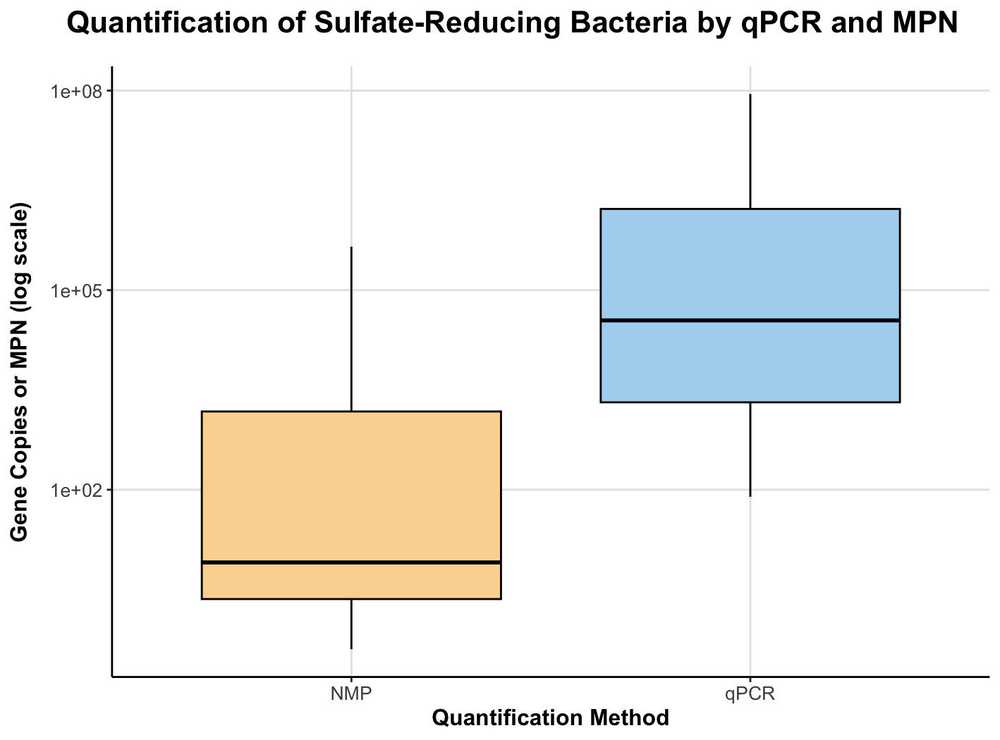 Quantification of Sulfate-Reducing Bacteria by qPCR and MPN
Gene Copies or MPN (log scale)
1e+08
1e+05
1e+02
NMP
qPCR
Quantification Method